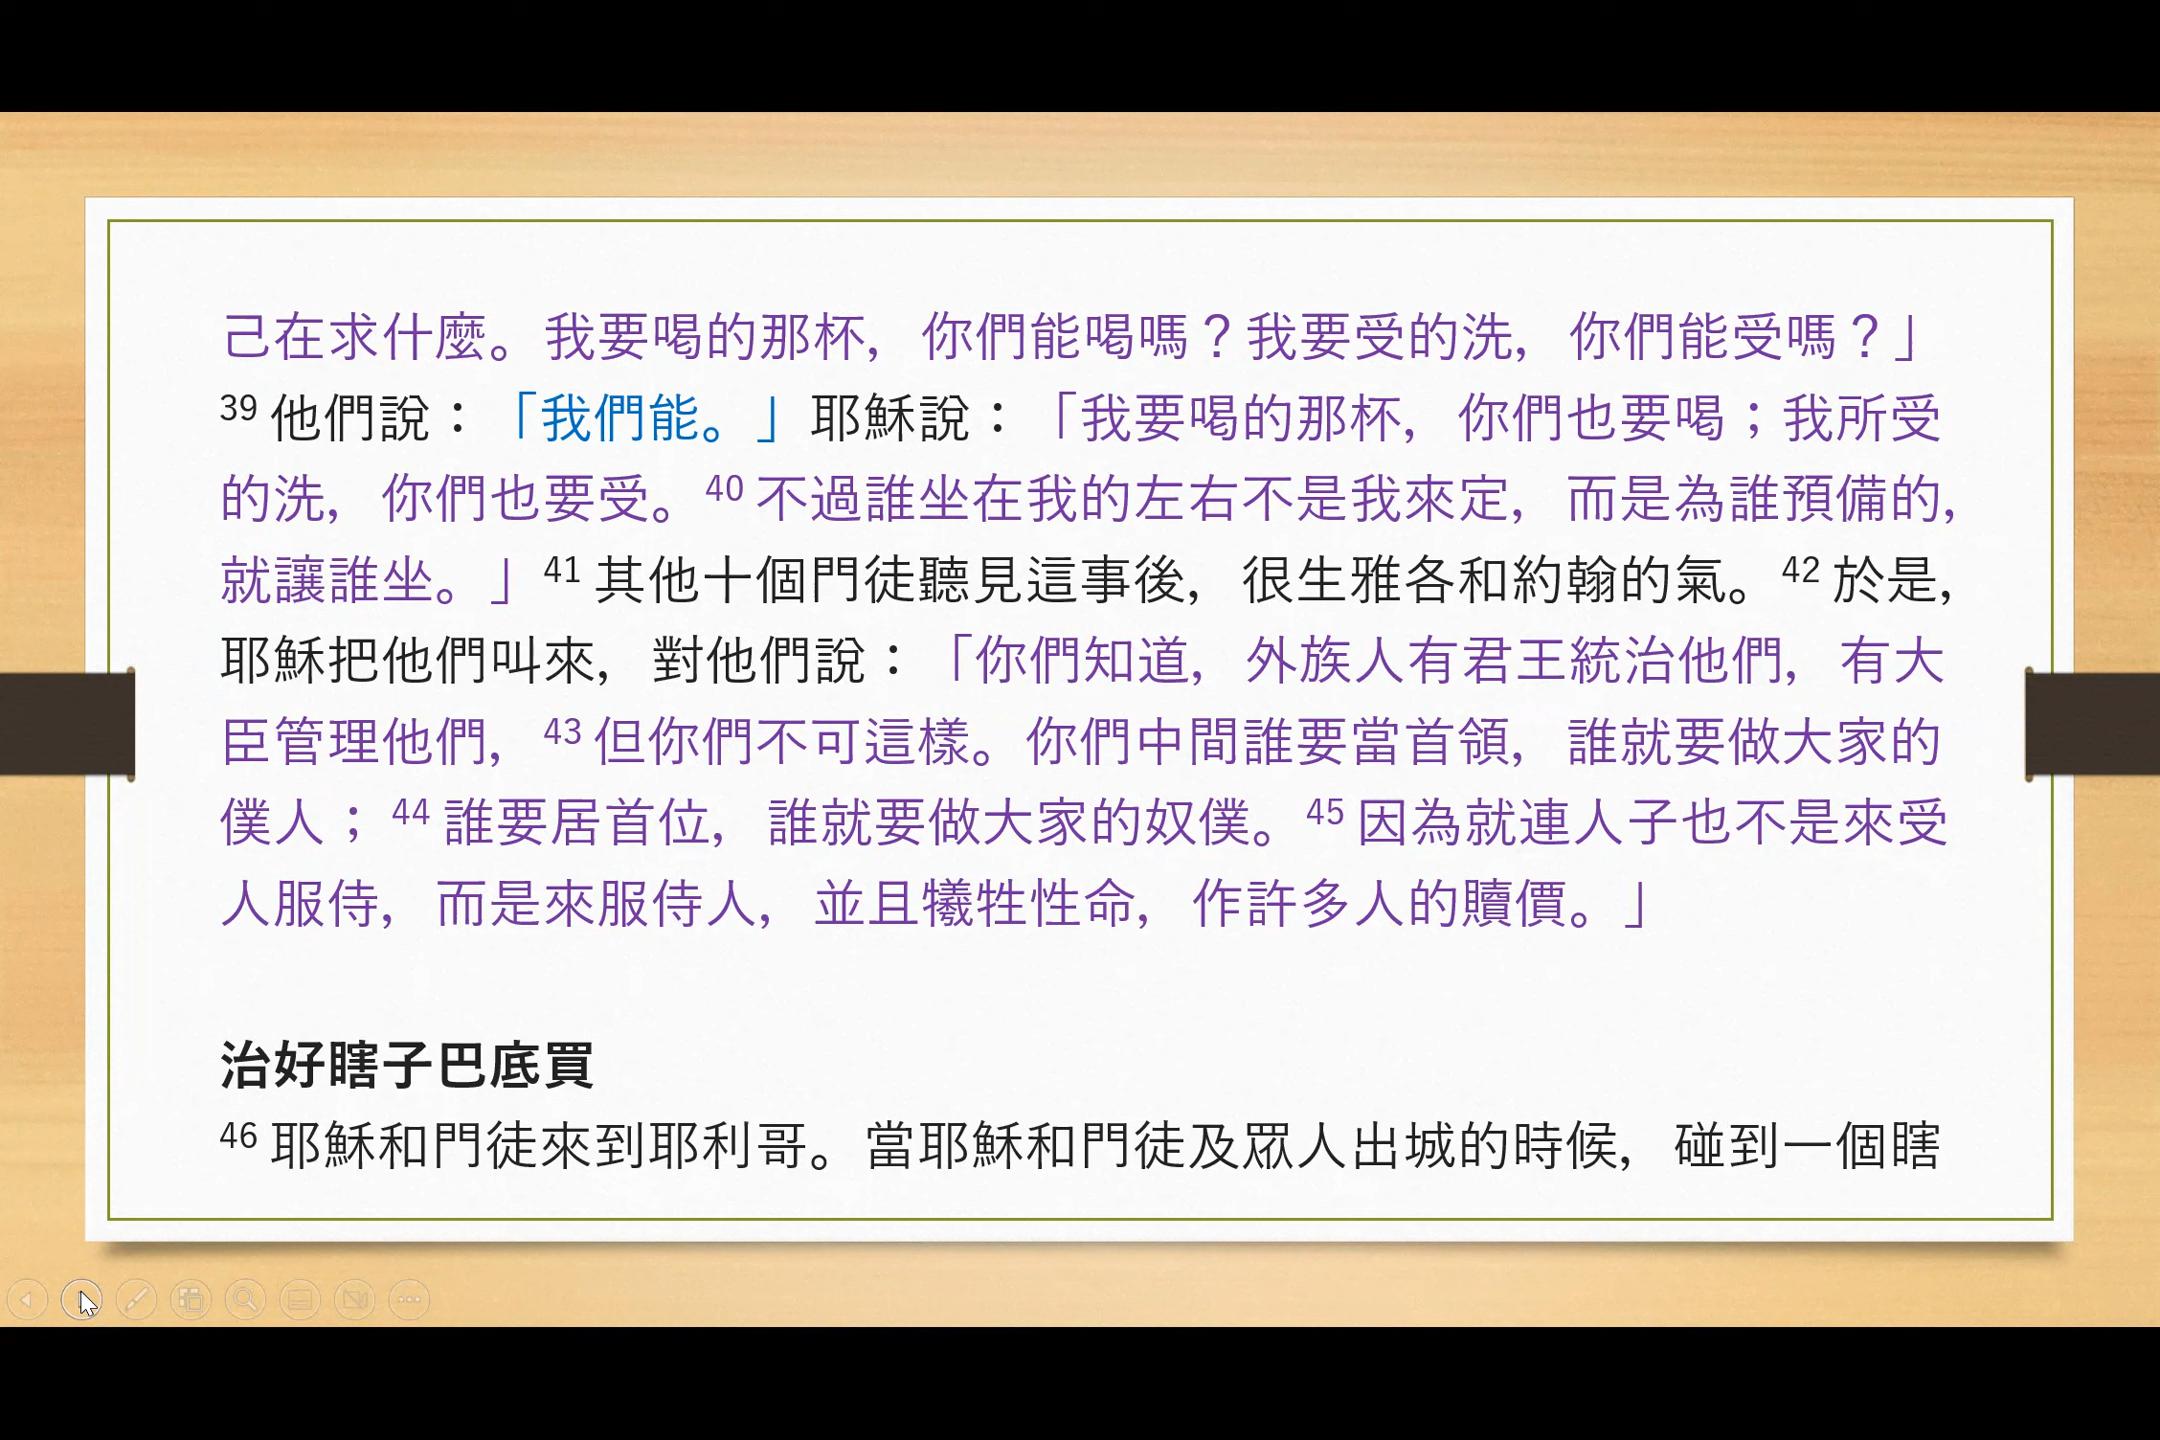 己在求什麼。我要喝的那杯，你們能喝嗎？我要受的洗，你們能受嗎？」
39 他們說：「我們能。」耶穌說：「我要喝的那杯，你們也要喝；我所受
的洗，你們也要受。40 不過誰坐在我的左右不是我來定，而是為誰預備的，
就讓誰坐。」41 其他十個門徒聽見這事後，很生雅各和約翰的氣。42 於是，
耶穌把他們叫來，對他們說：「你們知道，外族人有君王統治他們，有大
臣管理他們，43 但你們不可這樣。你們中間誰要當首領，誰就要做大家的
僕人；44 誰要居首位，誰就要做大家的奴僕。45 因為就連人子也不是來受
人服侍，而是來服侍人，並且犧牲性命，作許多人的贖價。」
治好瞎子巴底買
46 耶穌和門徒來到耶利哥。當耶穌和門徒及眾人出城的時候，碰到一個瞎